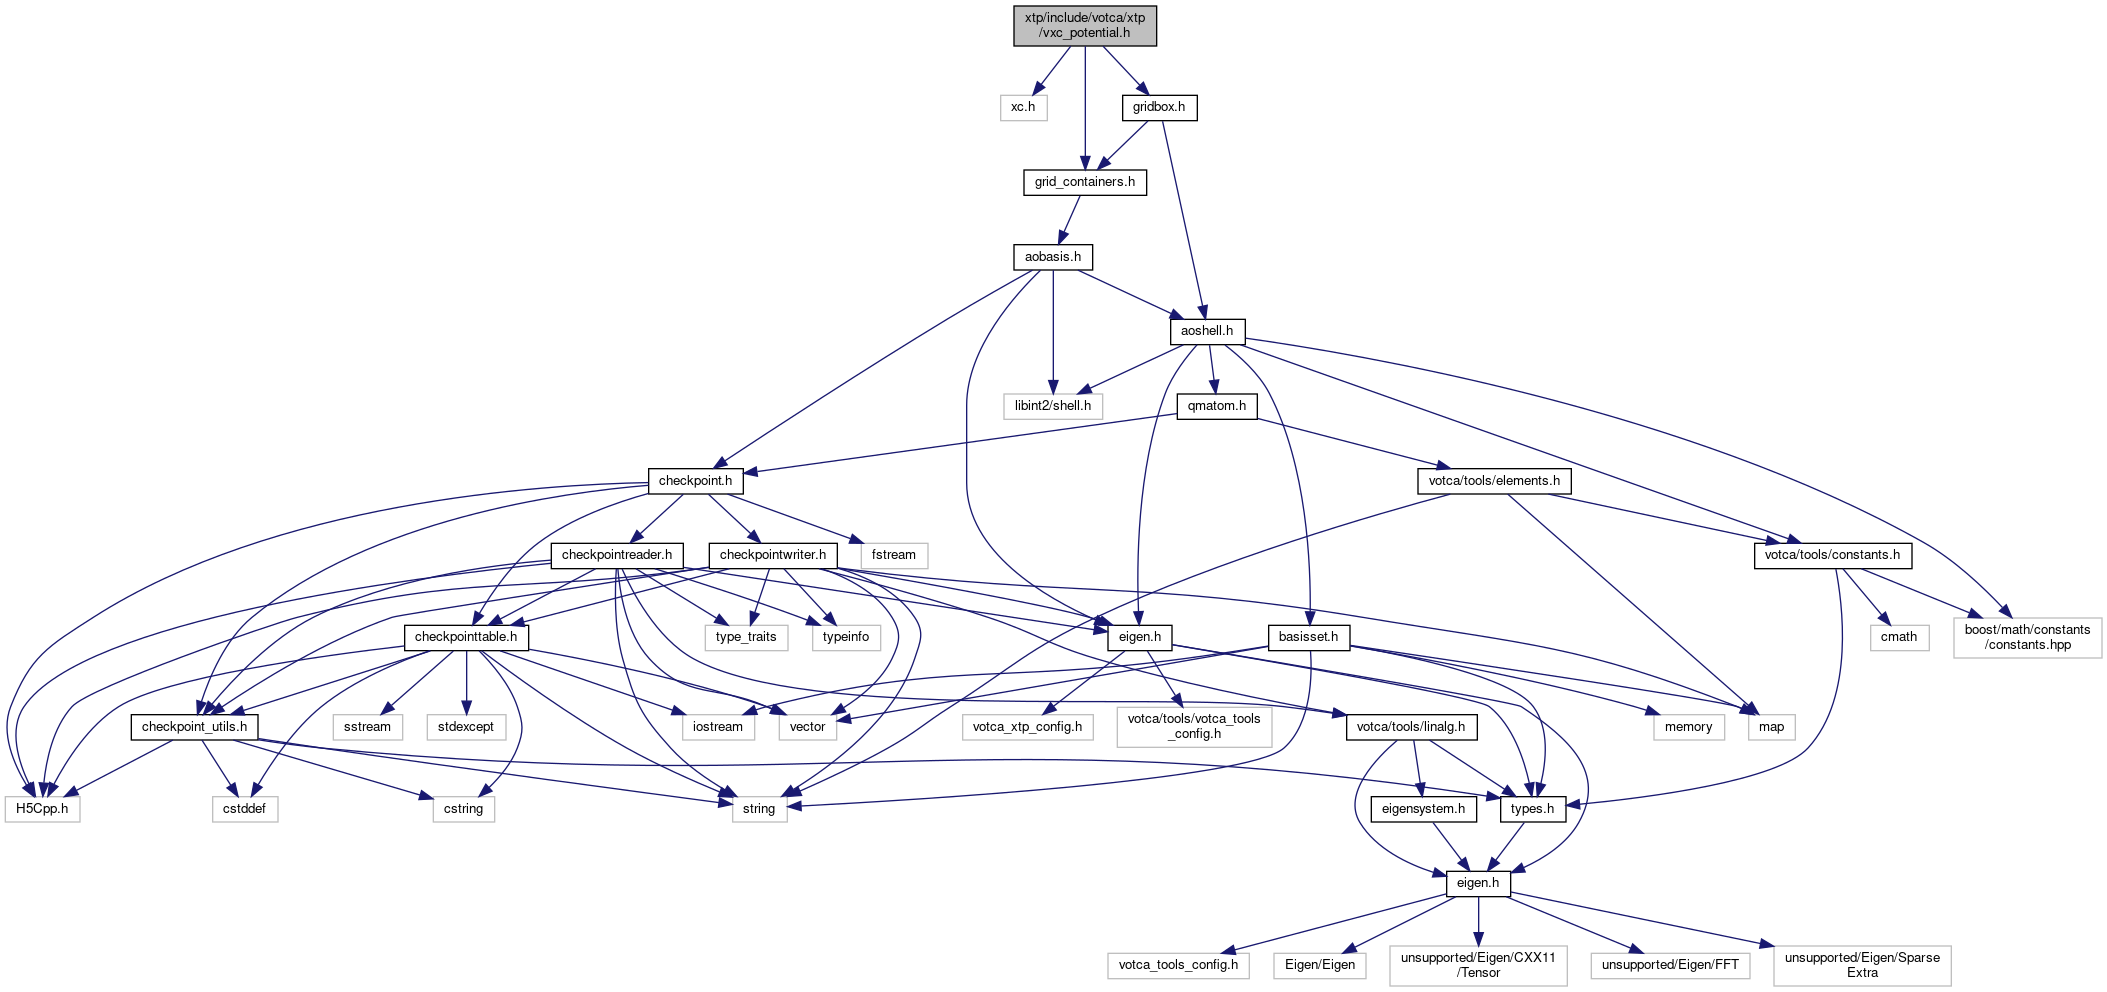 xtp/include/votca/xtp
/vxc_potential.h
xc.h
gridbox.h
grid_containers.h
aobasis.h
aoshell.h
libint2/shell.h
qmatom.h
checkpoint.h
votca/tools/elements.h
checkpointreader.h
checkpointwriter.h
fstream
votca/tools/constants.h
checkpointtable.h
type_traits
typeinfo
eigen.h
basisset.h
cmath
boost/math/constants
/constants.hpp
checkpoint_utils.h
sstream
stdexcept
iostream
vector
votca_xtp_config.h
votca/tools/votca_tools
_config.h
votca/tools/linalg.h
memory
map
H5Cpp.h
cstddef
cstring
string
eigensystem.h
types.h
eigen.h
votca_tools_config.h
Eigen/Eigen
unsupported/Eigen/CXX11
/Tensor
unsupported/Eigen/FFT
unsupported/Eigen/Sparse
Extra